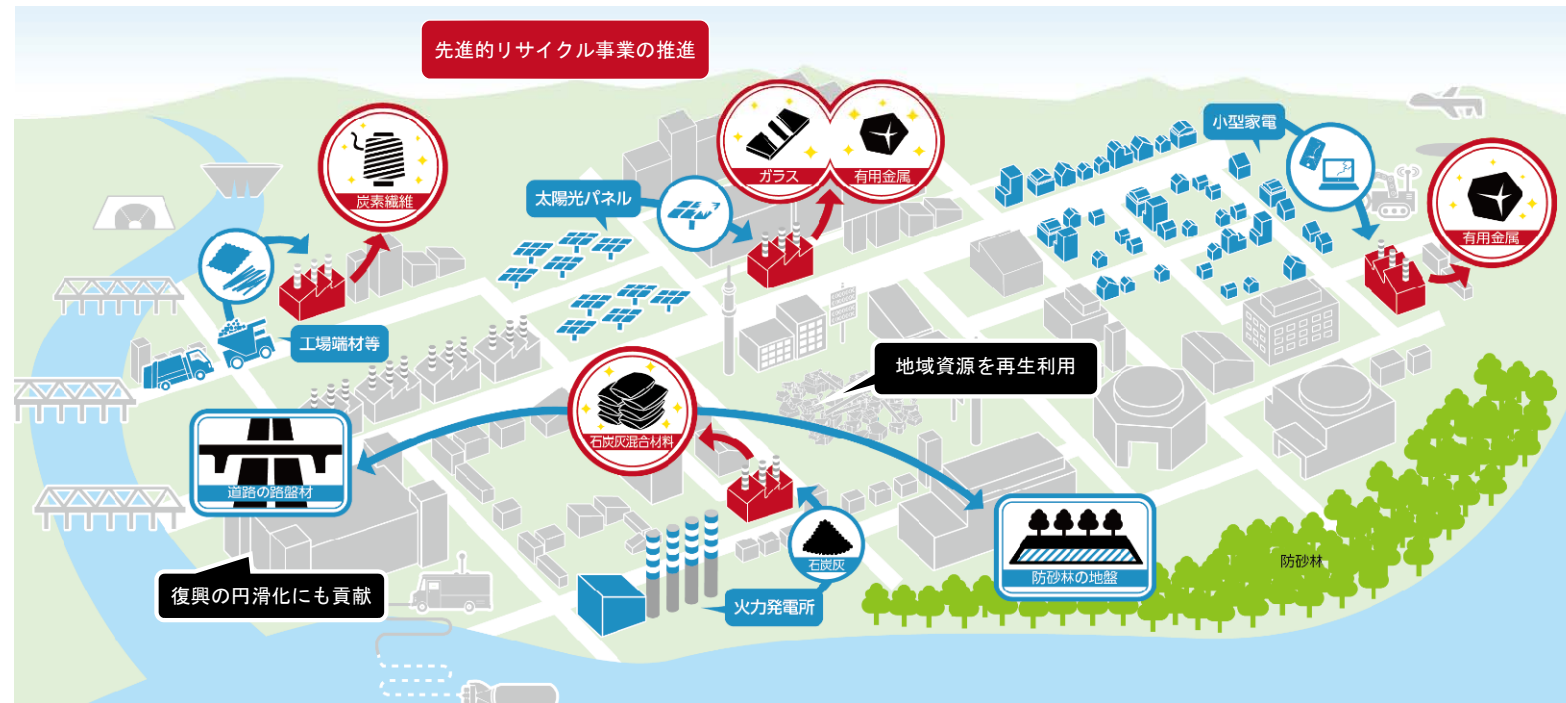 先進的リサイクル事業の推進
炭素繊維
ガラス
有用金属
小型家電
有用金属
太陽光パネル
工場端材等
地域資源を再生利用
石炭灰混合材料
道路の路盤材
石炭灰
防砂林の地盤
防砂林
復興の円滑化にも貢献
火力発電所